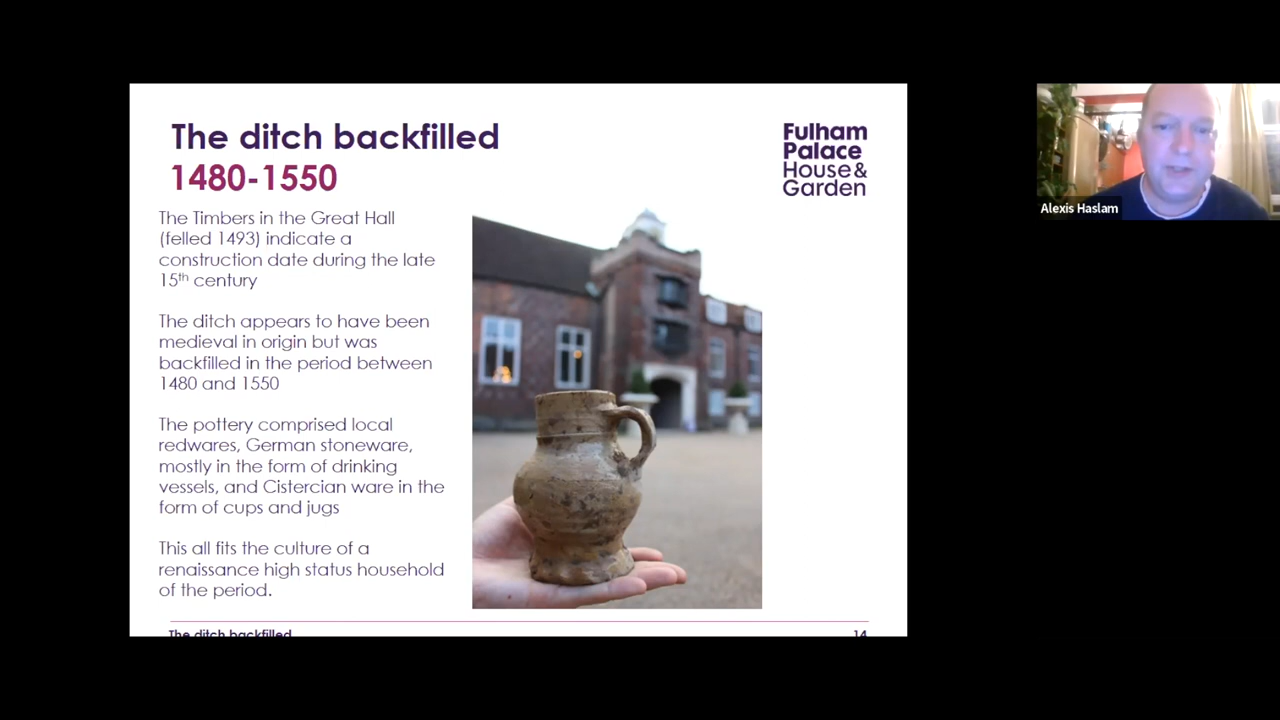 The ditch backfilled
1480-1550
Fulham
Palace
House &
Garden
The Timbers in the Great Hall
(felled 1493) indicate a
construction date during the late
15th century
The ditch appears to have been
medieval in origin but was
backfilled in the period between
1480 and 1550
The pottery comprised local
redwares, German stoneware,
mostly in the form of drinking
vessels, and Cistercian ware in the
form of cups and jugs
This all fits the culture of a
renaissance high status household
of the period.
The ditch backfilled
14
Alexis Haslam